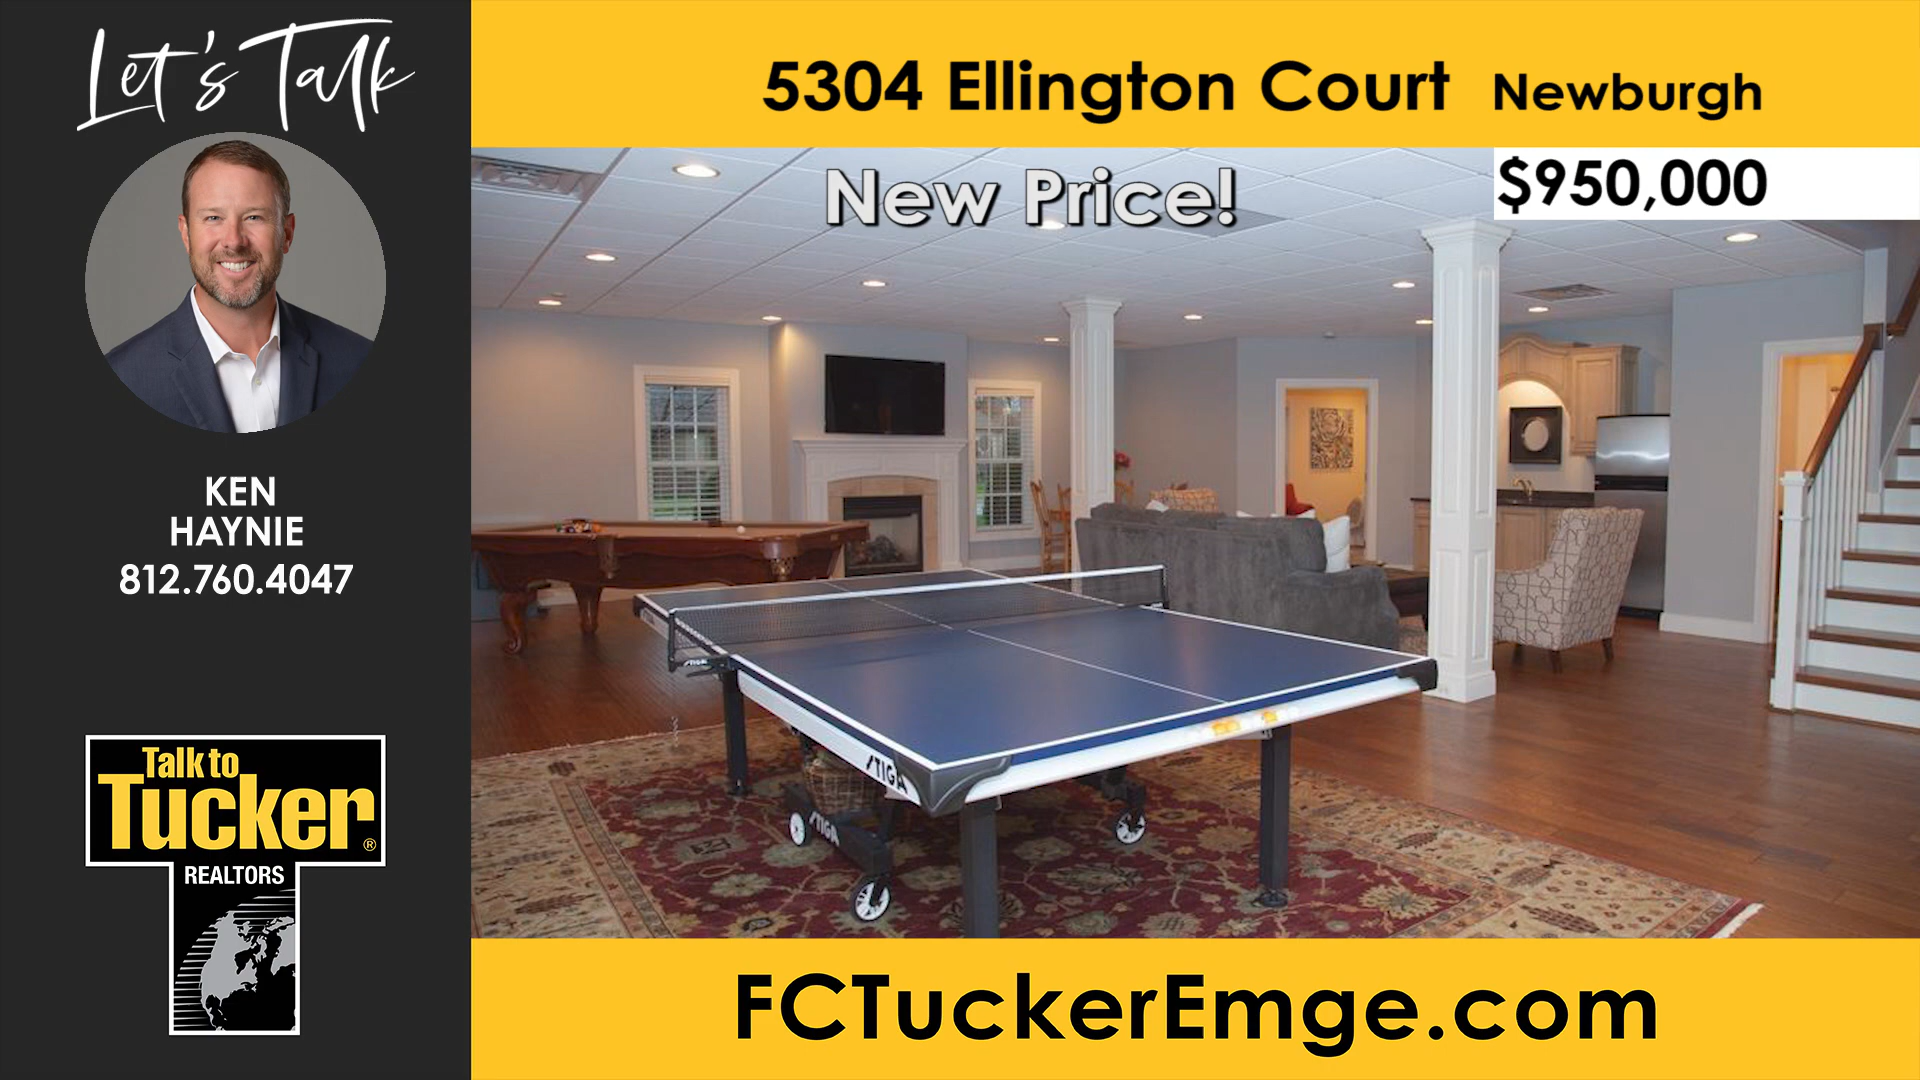 Let's Talk
KEN
HAYNIE
812.760.4047
Talk to
Tucker®
REALTORS
5304 Ellington Court Newburgh
New Price!
$950,000
STIGA
STIGA
STIGA
FCTuckerEmge.com